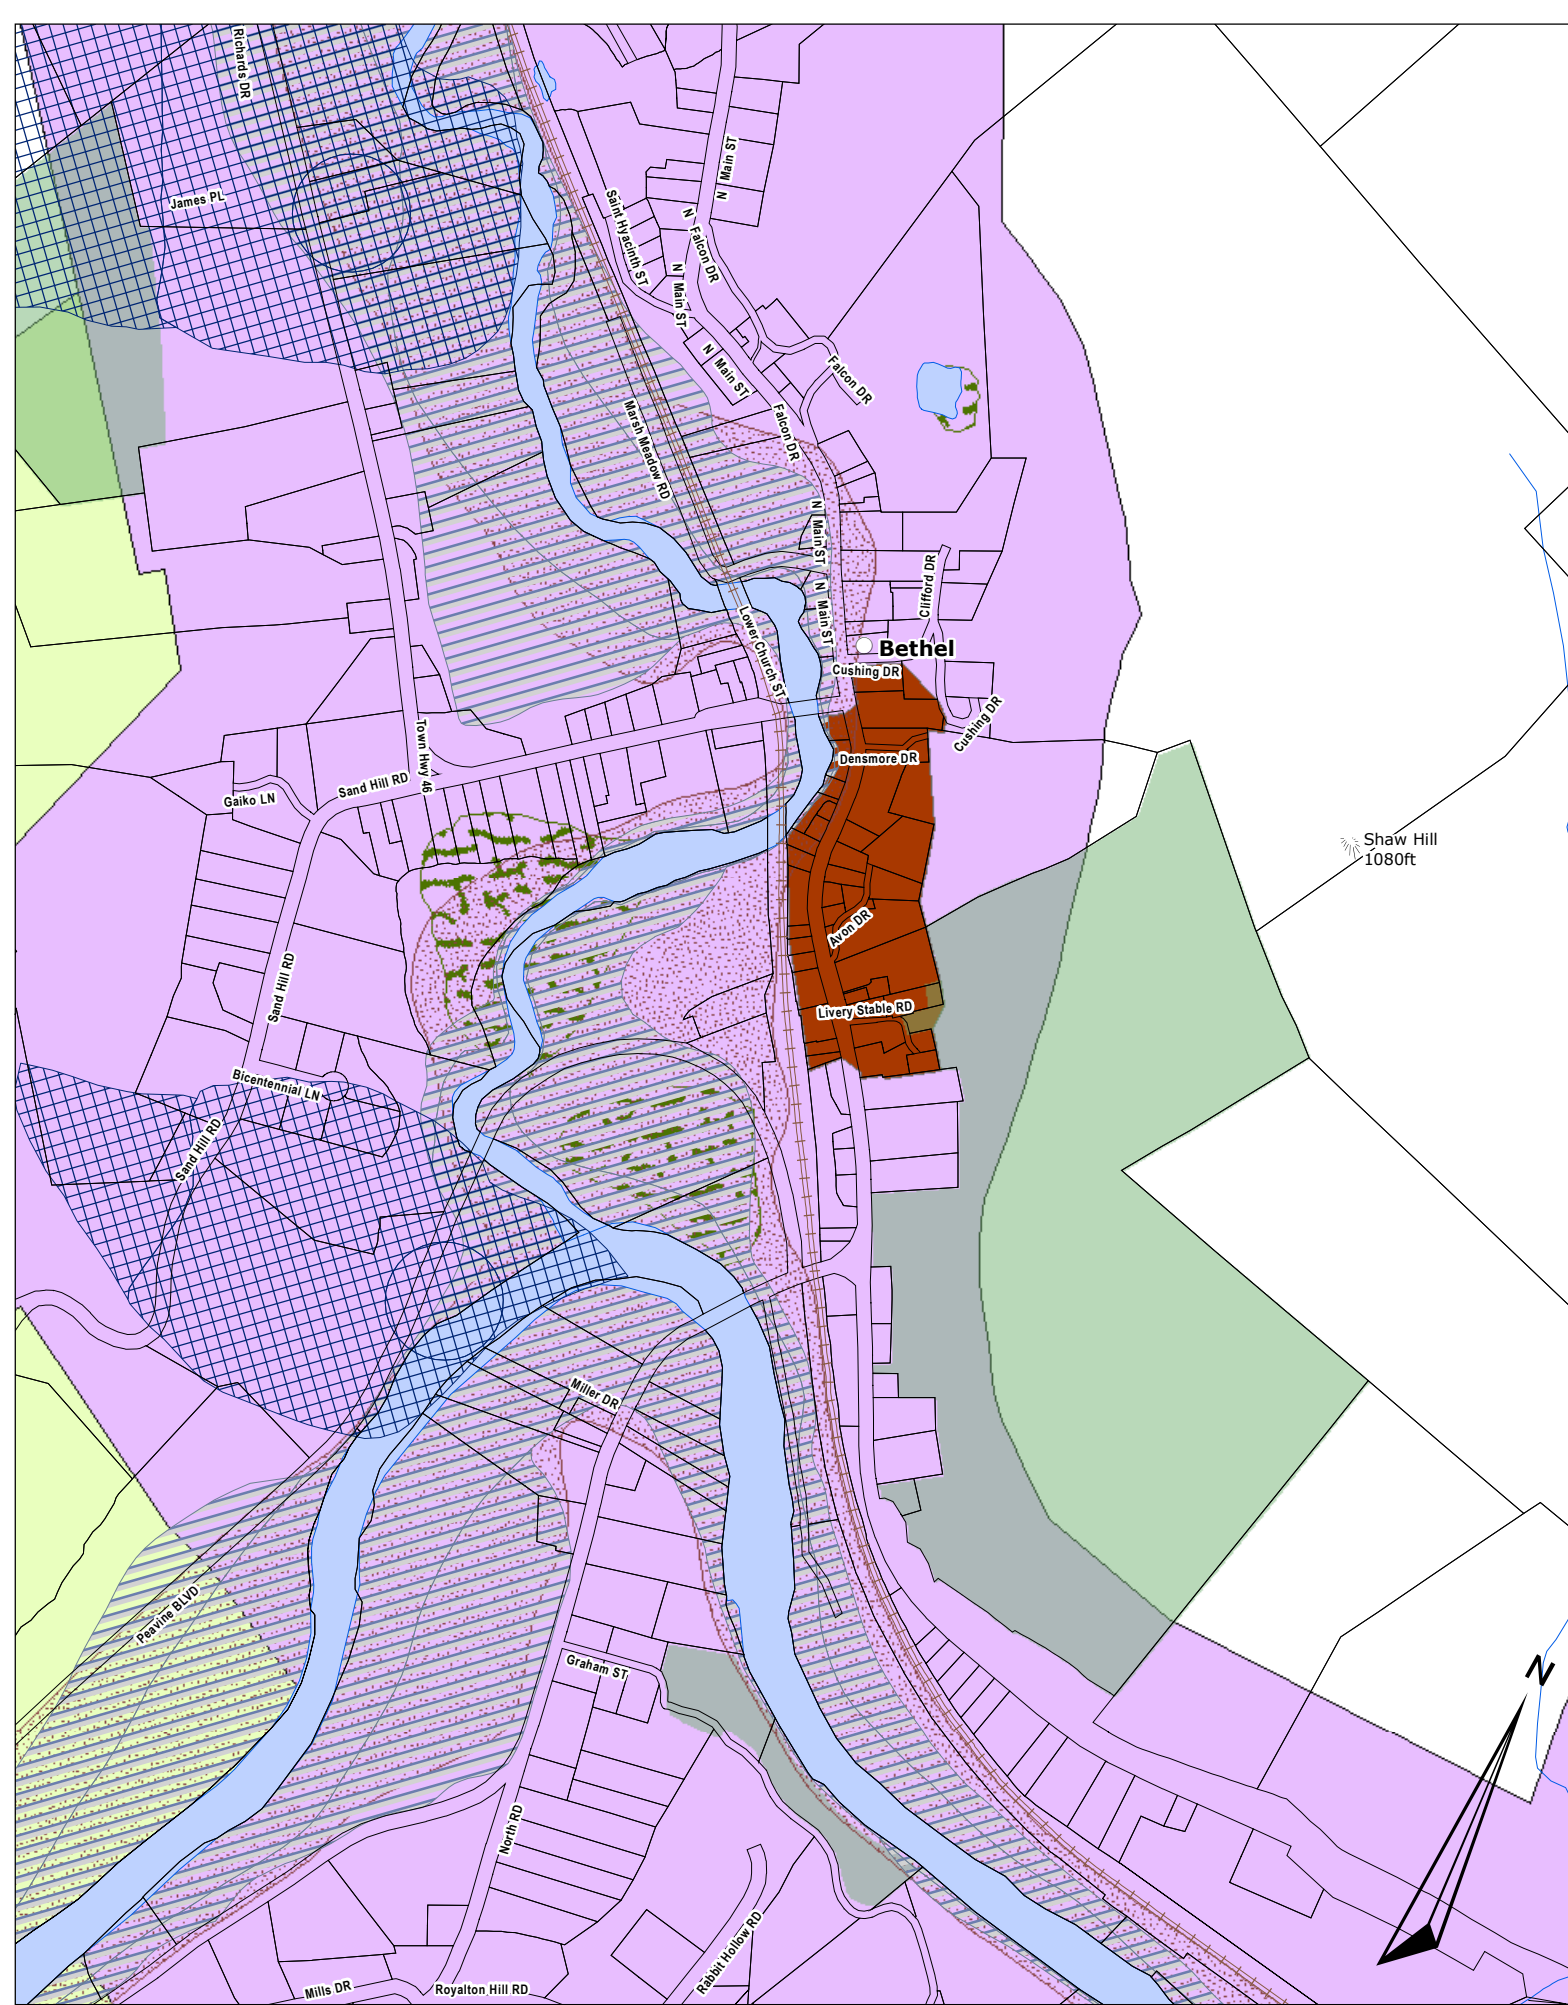 Richards DR
James PL
N Main ST
Saint Hyacinth ST
N Falcon DR
N Main ST
N Main ST
Falcon DR
Falcon DR
Marsh Meadow RD
N Main ST
Clifford DR
N Main ST
Lower Church ST
Bethel
Cushing DR
Cushing DR
Town Hwy 46
Densmore DR
Sand Hill RD
Gaiko LN
Shaw Hill
1080ft
Avon DR
Sand Hill RD
Livery Stable RD
Bicentennial LN
Sand Hill RD
Miller DR
Peavine BLVD
Graham ST
N
North RD
Rabbit Hollow RD
Mills DR
Royalton Hill RD